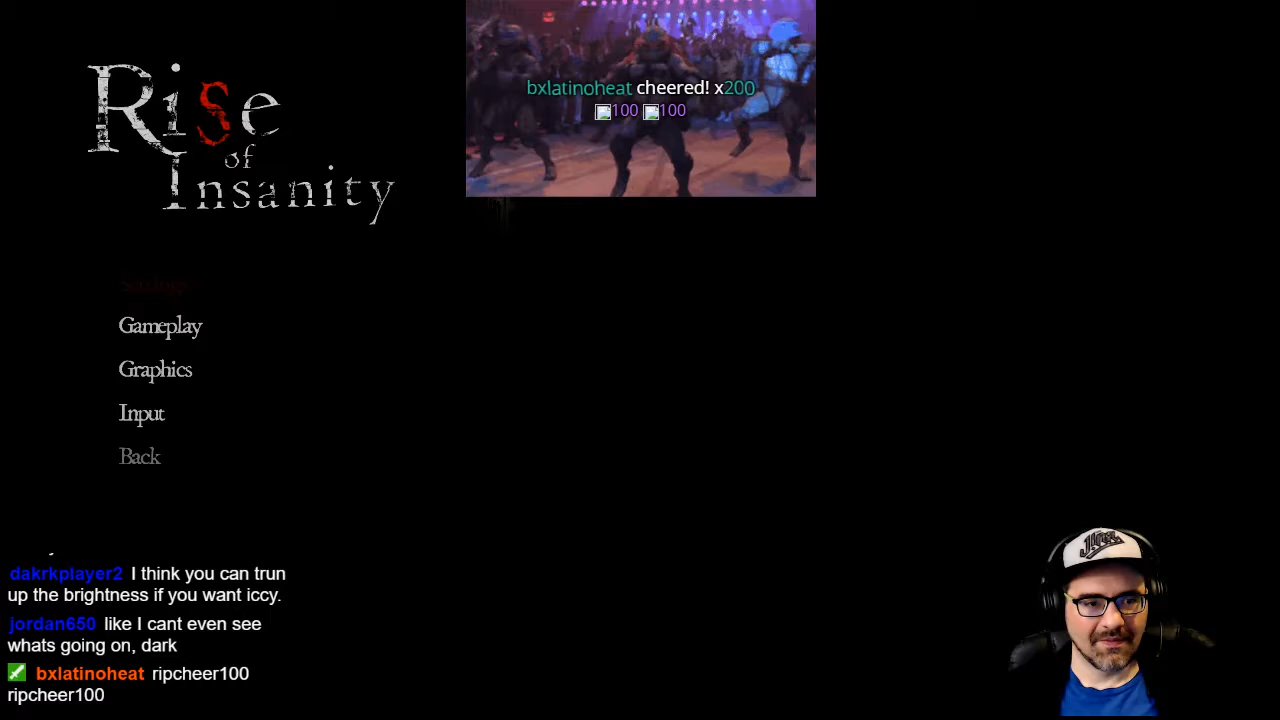 Rise
of
Insanity
bxlatinoheat cheered! x200
100 100
Settings
Gameplay
Graphics
Input
Back
dakrkplayer2 I think you can trun
up the brightness if you want iccy.
jordan650 like I cant even see
whats going on, dark
bxlatinoheat ripcheer100
ripcheer100